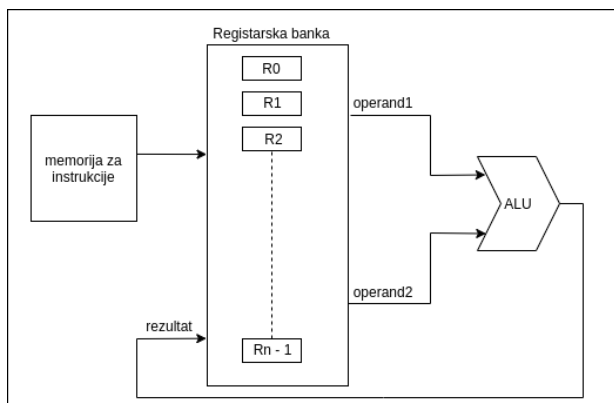 Registarska banka
R0
R1
R2
Rn - 1
memorija za
instrukcije
operand1
operand2
ALU
rezultat